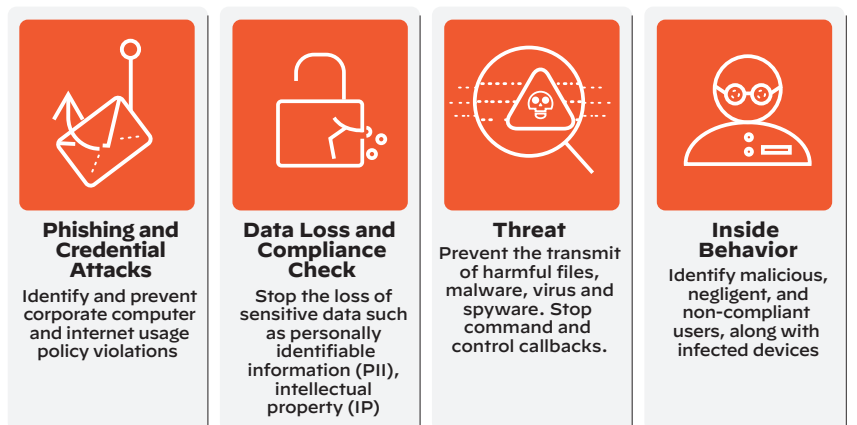 Phishing and
Credential
Attacks
Identify and prevent
corporate computer
and internet usage
policy violations
Data Loss and
Compliance
Check
Stop the loss of
sensitive data such
as personally
identifiable
information (PII),
intellectual
property (IP)
Threat
Prevent the transmit
of harmful files,
malware, virus and
spyware. Stop
command and
control callbacks.
Inside
Behavior
Identify malicious,
negligent, and
non-compliant
users, along with
infected devices